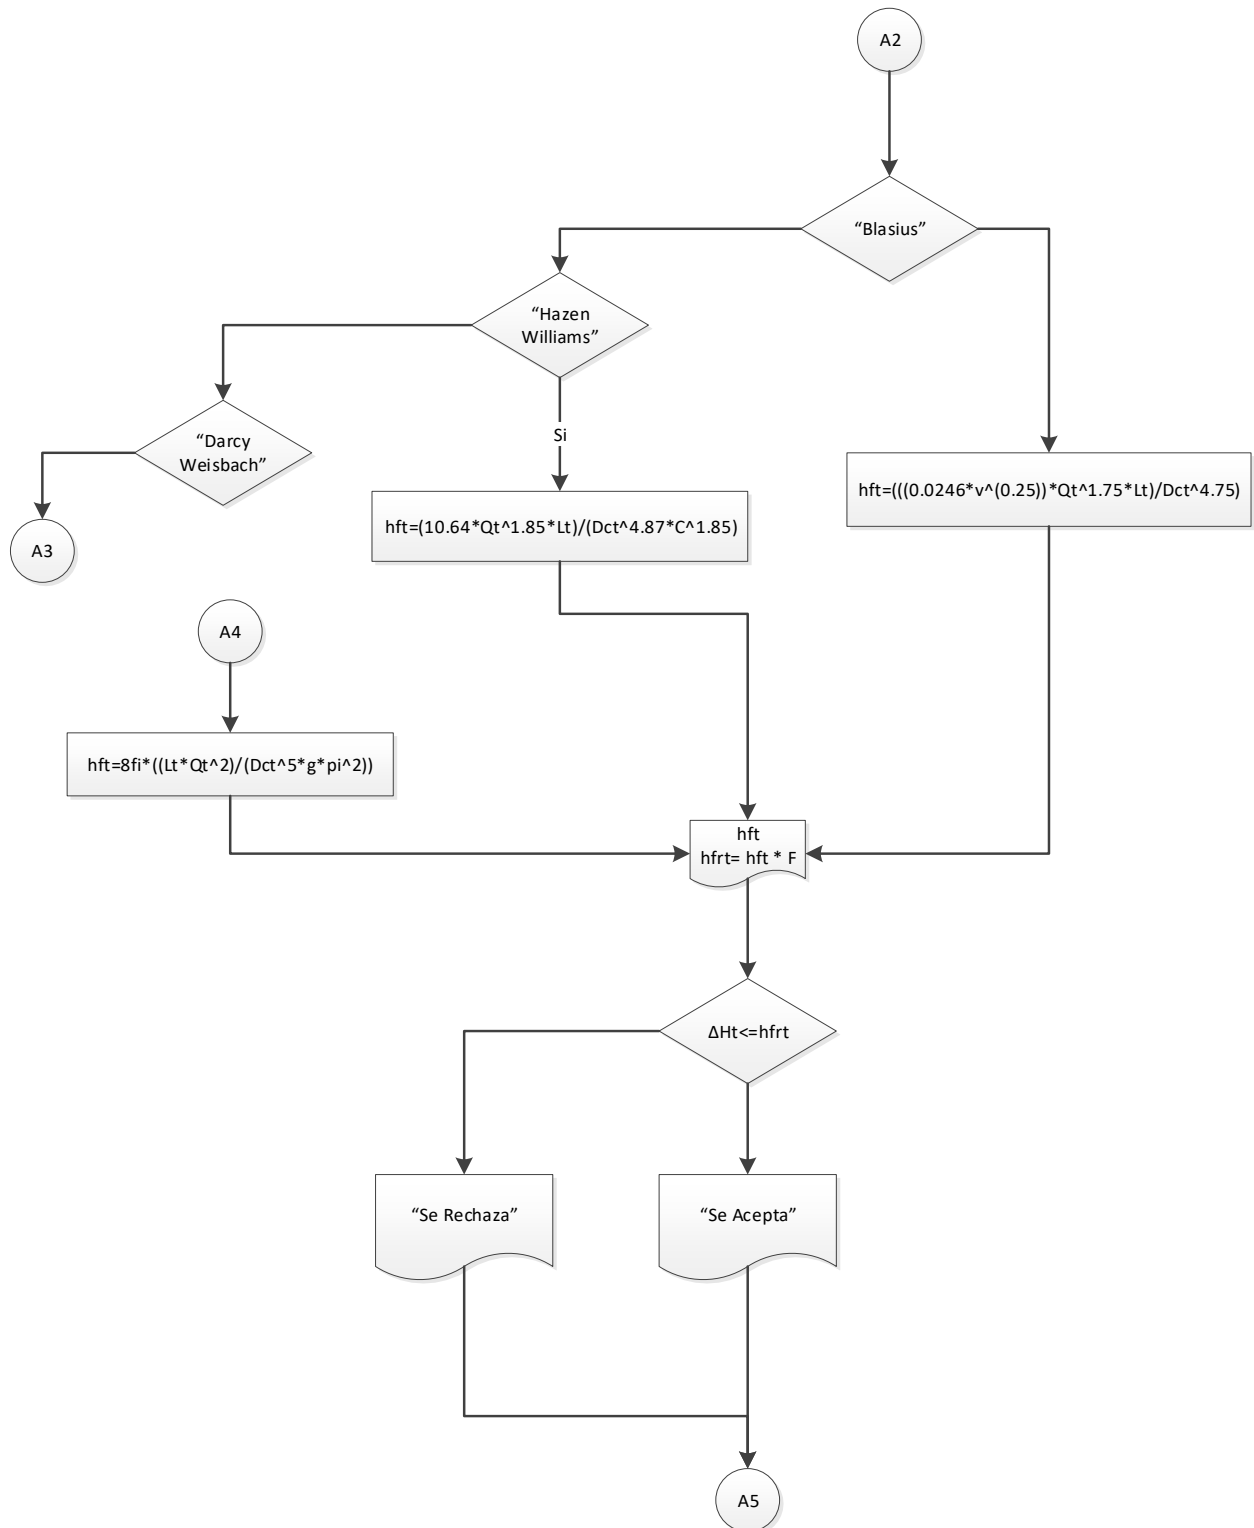 A2
“Blasius”
“Hazen
Williams”
“Darcy
Weisbach”
Si
hft=(((0.0246*v^(0.25))*Qt^1.75*Lt)/Dct^4.75)
hft=(10.64*Qt^1.85*Lt)/(Dct^4.87*C^1.85)
A3
A4
hft=8fi*((Lt*Qt^2)/(Dct^5*g*pi^2))
hft
hfrt= hft * F
ΔHt<=hfrt
“Se Rechaza”
“Se Acepta”
A5